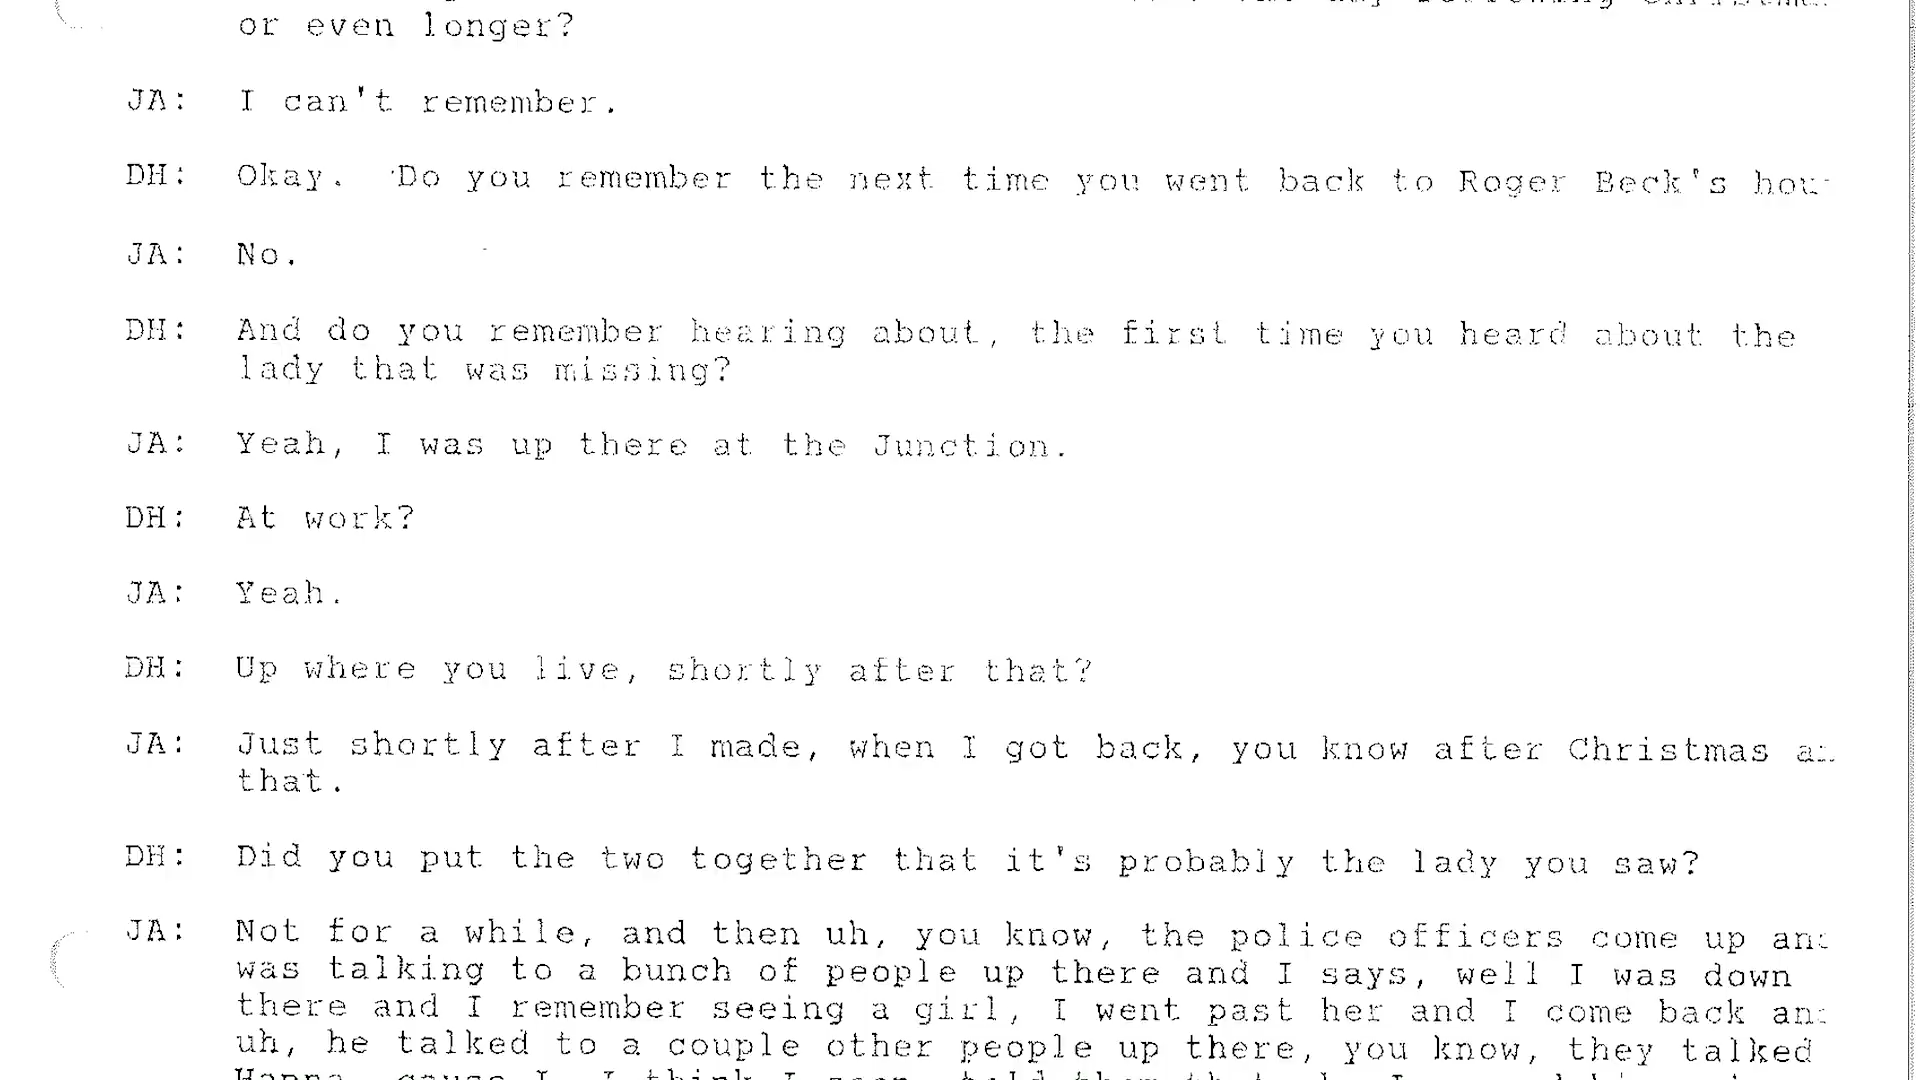 or even longer?
JA: I can't remember.
DH: Okay. Do you remember the next time you went back to Roger Beck's
JA: No.
DH: And do you remember hearing about, the first time you heard about the
lady that was missing?
JA: Yeah, I was up there at the Junction.
DH: At work?
JA: Yeah.
DH: Up where you live, shortly after that?
JA: Just shortly after I made, when I got back, you know after Christmas
that.
DH: Did you put the two together that it's probably the lady you saw?
JA: Not for a while, and then uh, you know, the police officers come up
was talking to a bunch of people up there and I says, well I was down
there and I remember seeing a girl, I went past her and I come back
uh, he talked to a couple other people up there, you know, they talked